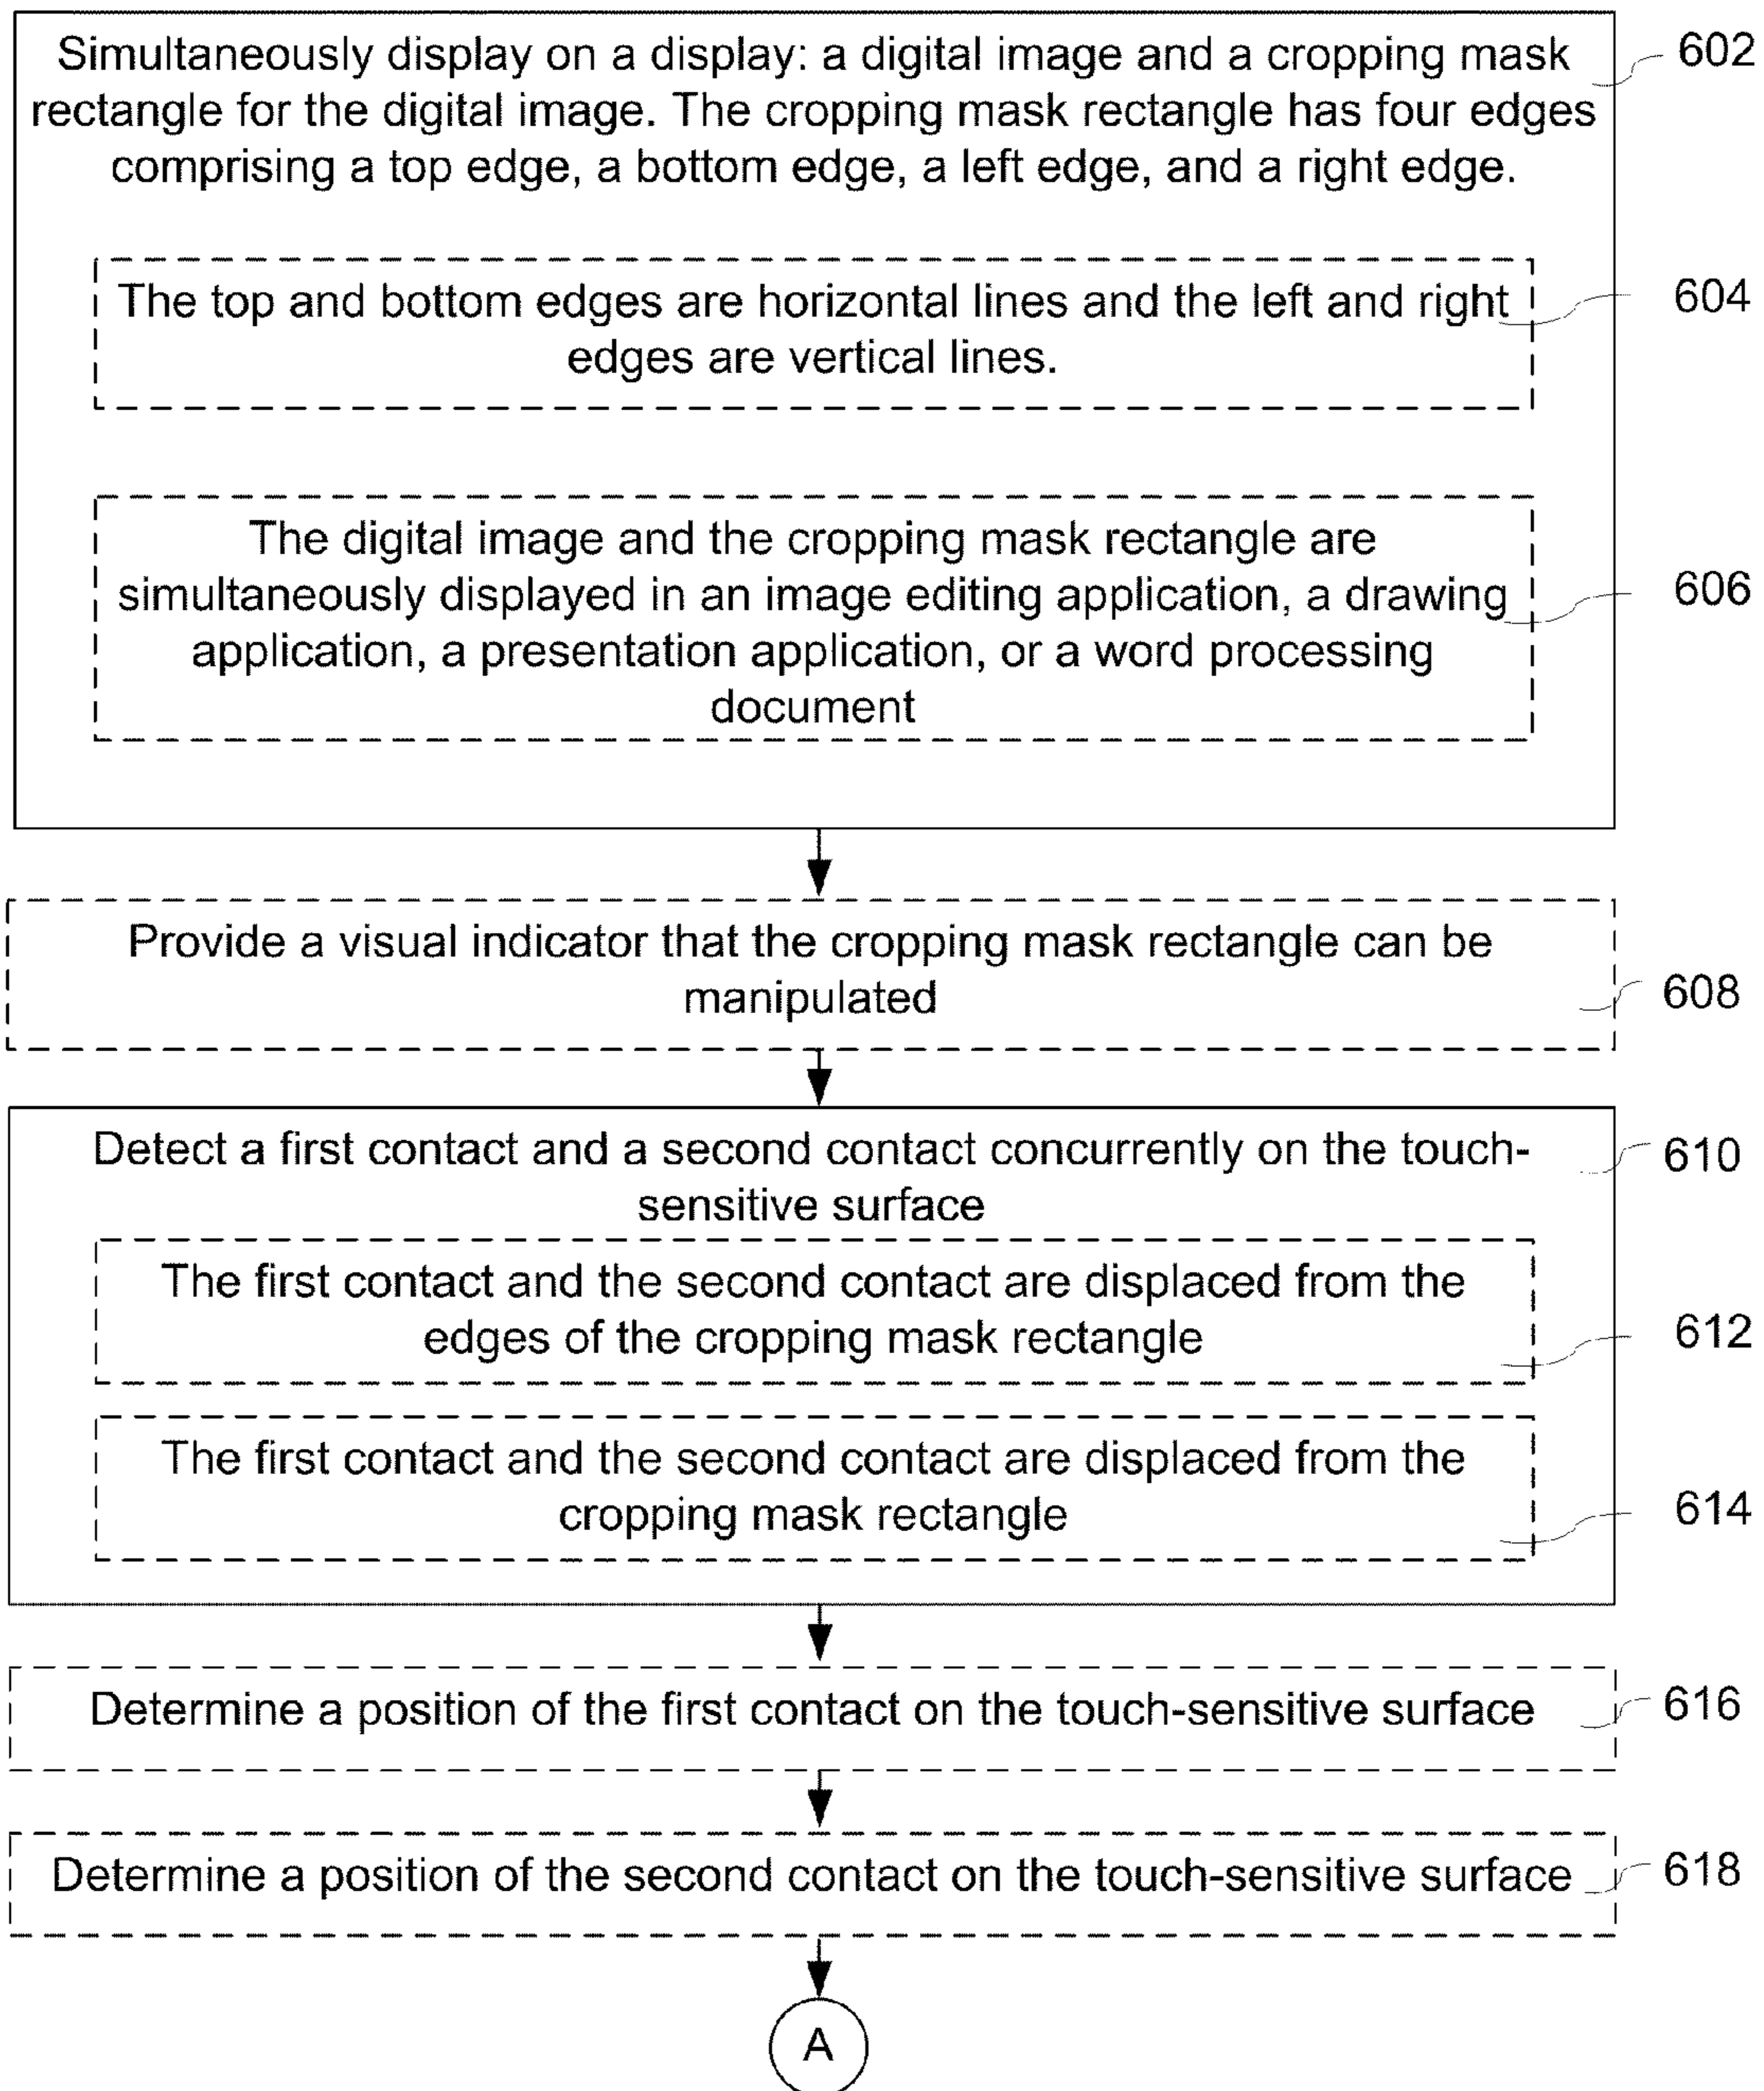 Simultaneously display on a display: a digital image and a cropping mask
602
rectangle for the digital image. The cropping mask rectangle has four edges
comprising a top edge, a bottom edge, a left edge, and a right edge.
The top and bottom edges are horizontal lines and the left and right
604
edges are vertical lines.
The digital image and the cropping mask rectangle are
simultaneously displayed in an image editing application, a drawing
606
application, a presentation application, or a word processing
document
Provide a visual indicator that the cropping mask rectangle can be
manipulated
608
Detect a first contact and a second contact concurrently on the touch-
610
sensitive surface
The first contact and the second contact are displaced from the
edges of the cropping mask rectangle
612
The first contact and the second contact are displaced from the
cropping mask rectangle
614
Determine a position of the first contact on the touch-sensitive surface
616
Determine a position of the second contact on the touch-sensitive surface
618
A